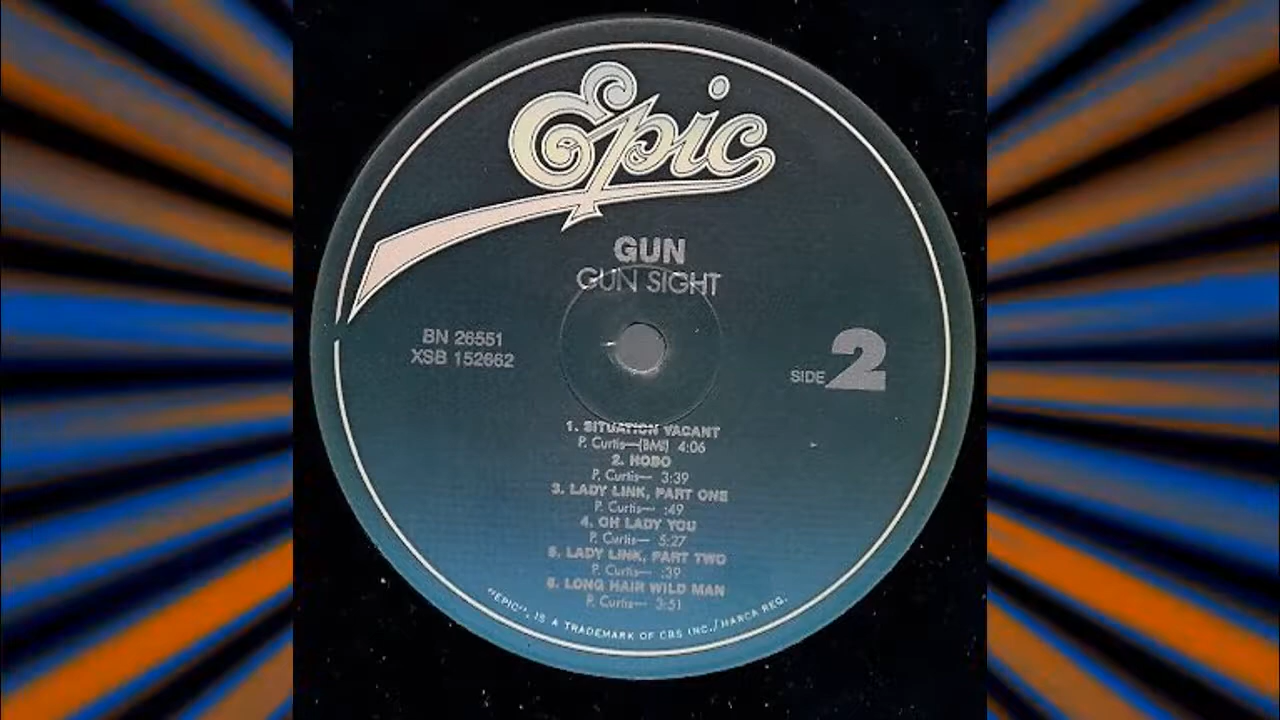 Epic
GUN
GUN SIGHT
BN 26551
XSB 152662
SIDE 2
1. SITUATION VACANT
P. Curtis—(BMI) 4:06
2. HOBO
P. Curtis— 3:39
3. LADY LINK, PART ONE
P. Curtis— :49
4. OH LADY YOU
P. Curtis— 5:27
5. LADY LINK, PART TWO
P. Curtis— :39
6. LONG HAIR WILD MAN
P. Curtis— 3:51
"EPIC", IS A TRADEMARK OF CBS INC./MARCA REG.